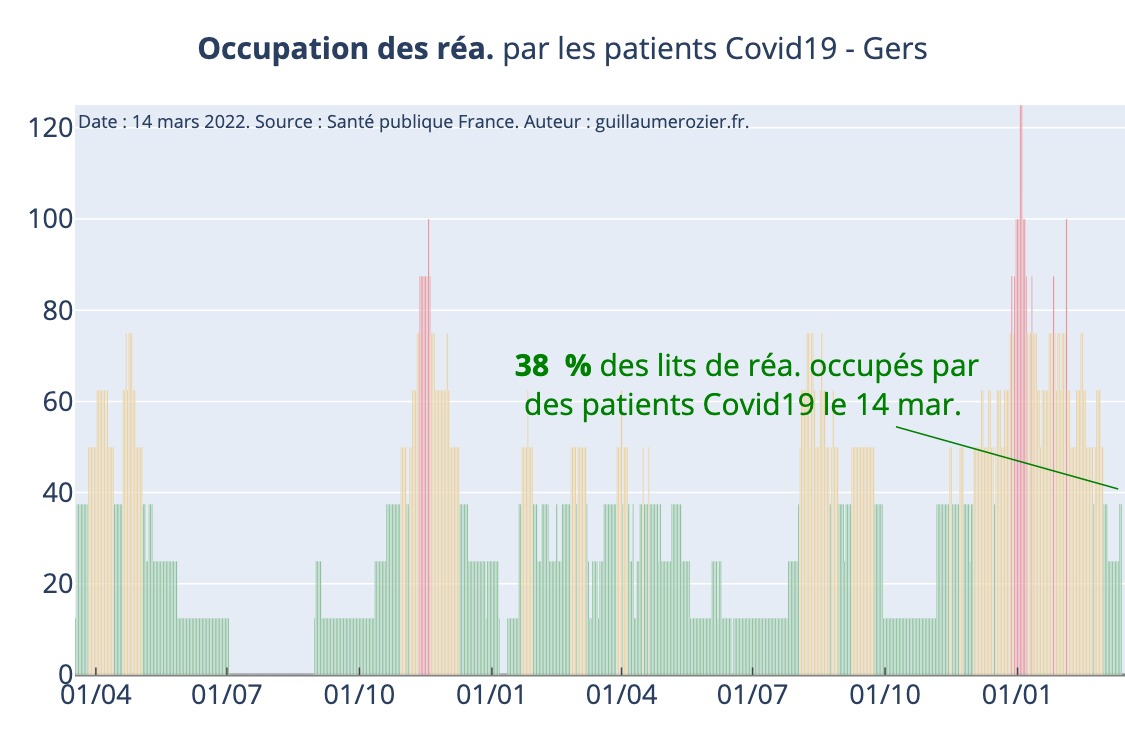 Occupation des réa. par les patients Covid19 - Gers
120
Date : 14 mars 2022. Source : Santé publique France. Auteur : guillaumerozier.fr.
100
80
38 % des lits de réa. occupés par
60
des patients Covid19 le 14 mar.
40
20
0
01/04 01/07 01/10 01/01 01/04 01/07 01/10 01/01